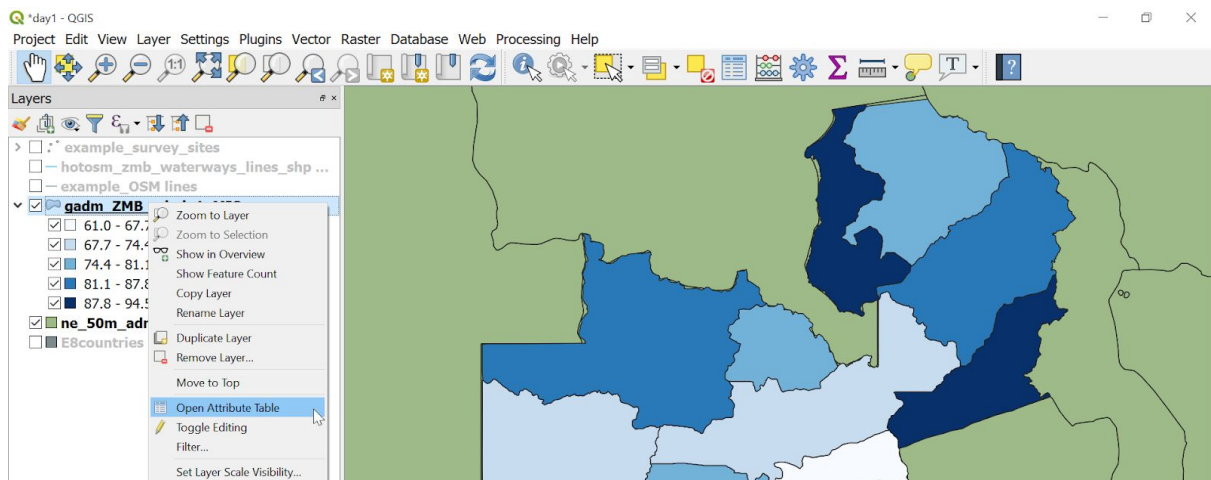 *day1 - QGIS
Project Edit View Layer Settings Plugins Vector Raster Database Web Processing Help
1:1
T
?
Layers
example_survey_sites
hotosm_zmb_waterways_lines_shp ...
example_OSM lines
gadm_ZMB
Zoom to Layer
61.0 - 67.7
Zoom to Selection
67.7 - 74.4
Show in Overview
74.4 - 81.1
Show Feature Count
81.1 - 87.8
Copy Layer
87.8 - 94.5
Rename Layer
ne_50m_adr
E8countries
Duplicate Layer
Remove Layer...
Move to Top
Open Attribute Table
Toggle Editing
Filter...
Set Layer Scale Visibility...